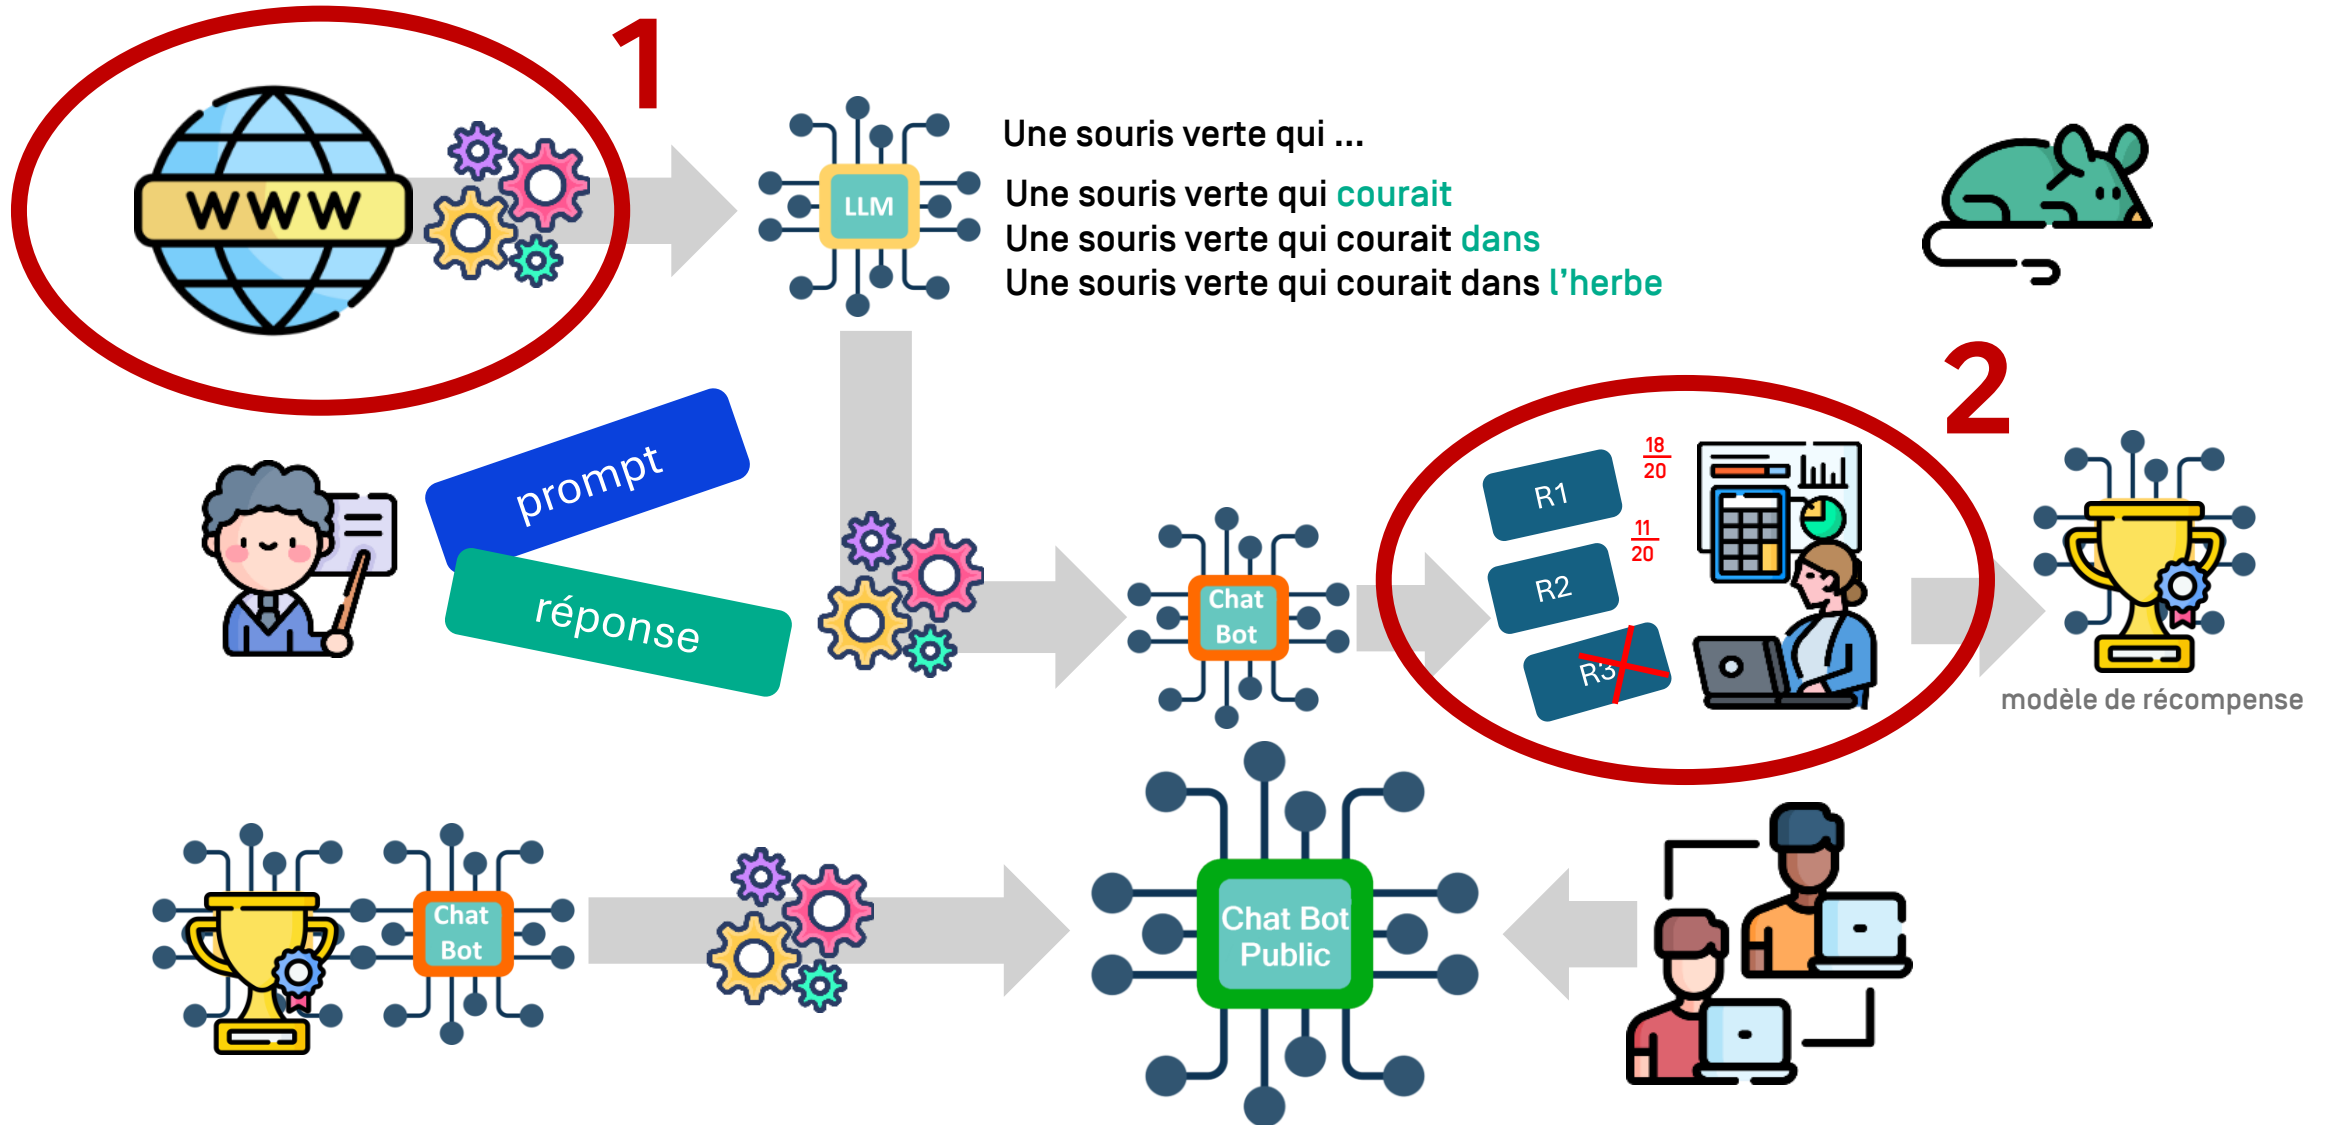 1
WWW
LLM
Une souris verte qui ...
Une souris verte qui courait
Une souris verte qui courait dans
Une souris verte qui courait dans l'herbe
2
prompt
réponse
Chat
Bot
R1
18
20
R2
11
20
R3
modèle de récompense
Chat
Bot
Chat Bot
Public